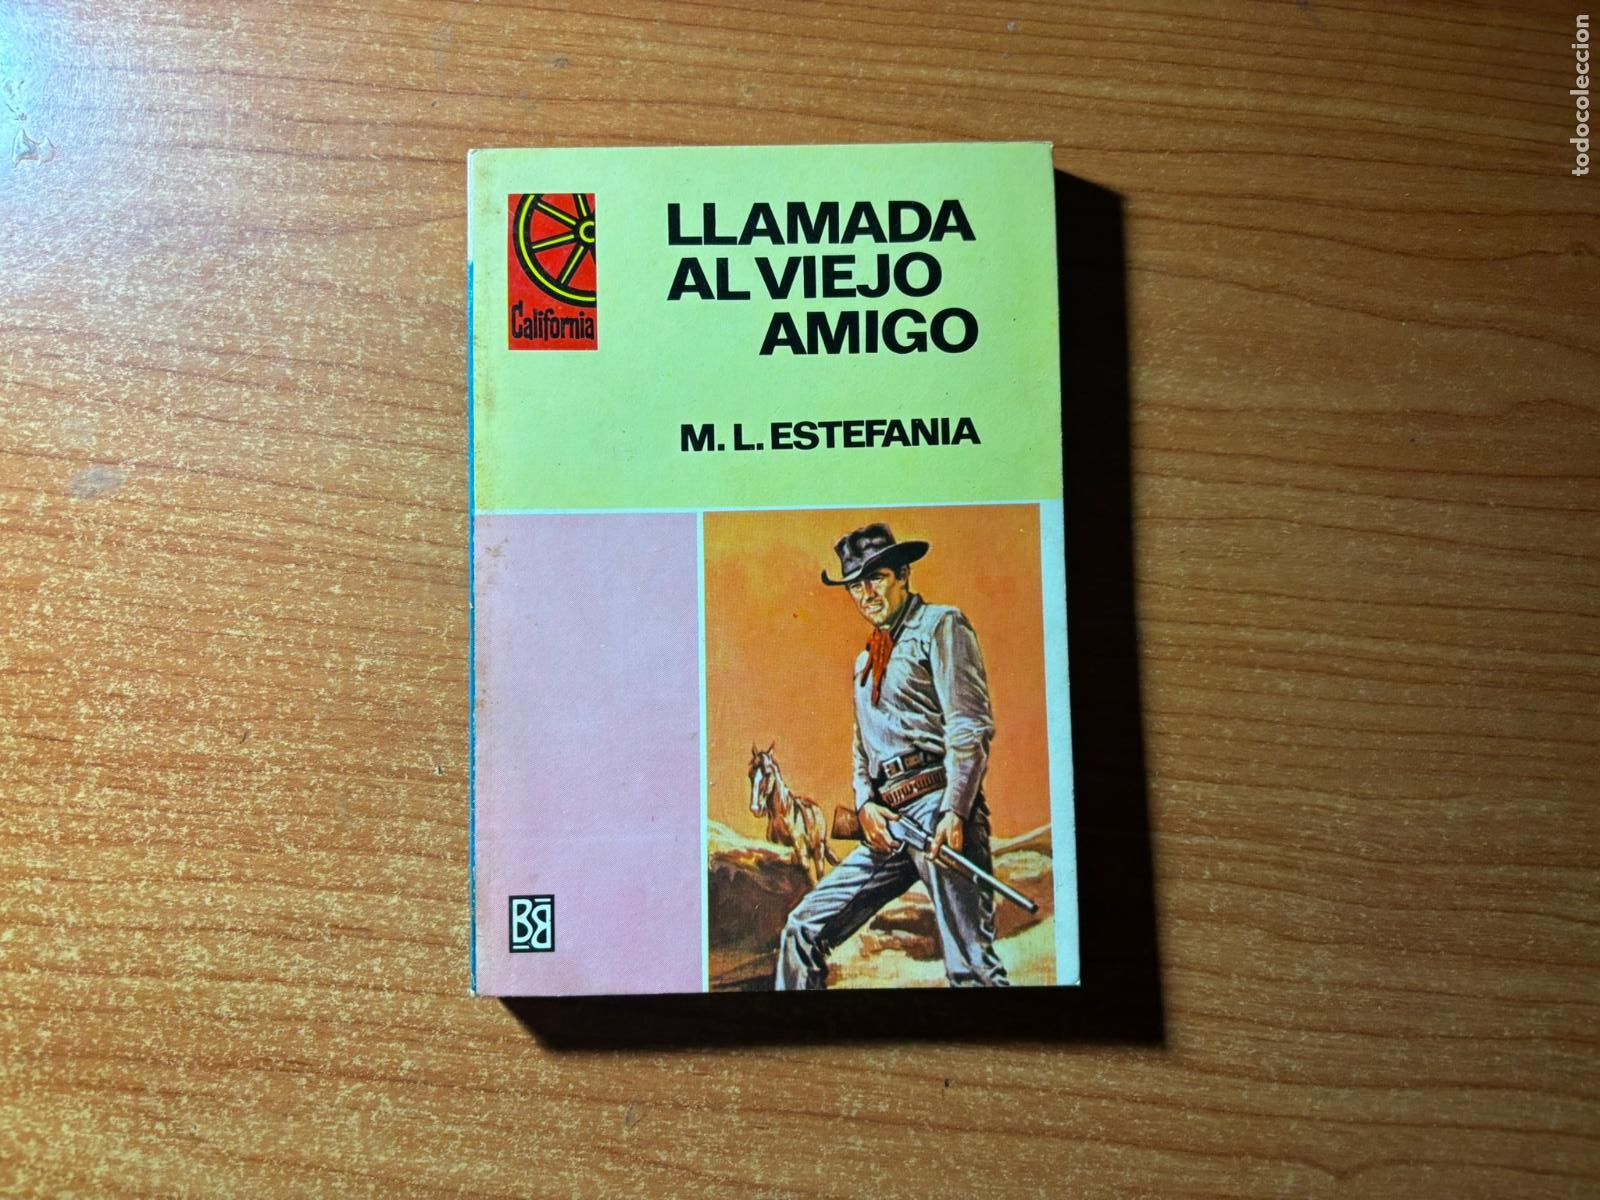 California
LLAMADA
AL VIEJO
AMIGO
M. L. ESTEFANIA
BB
todocoleccion